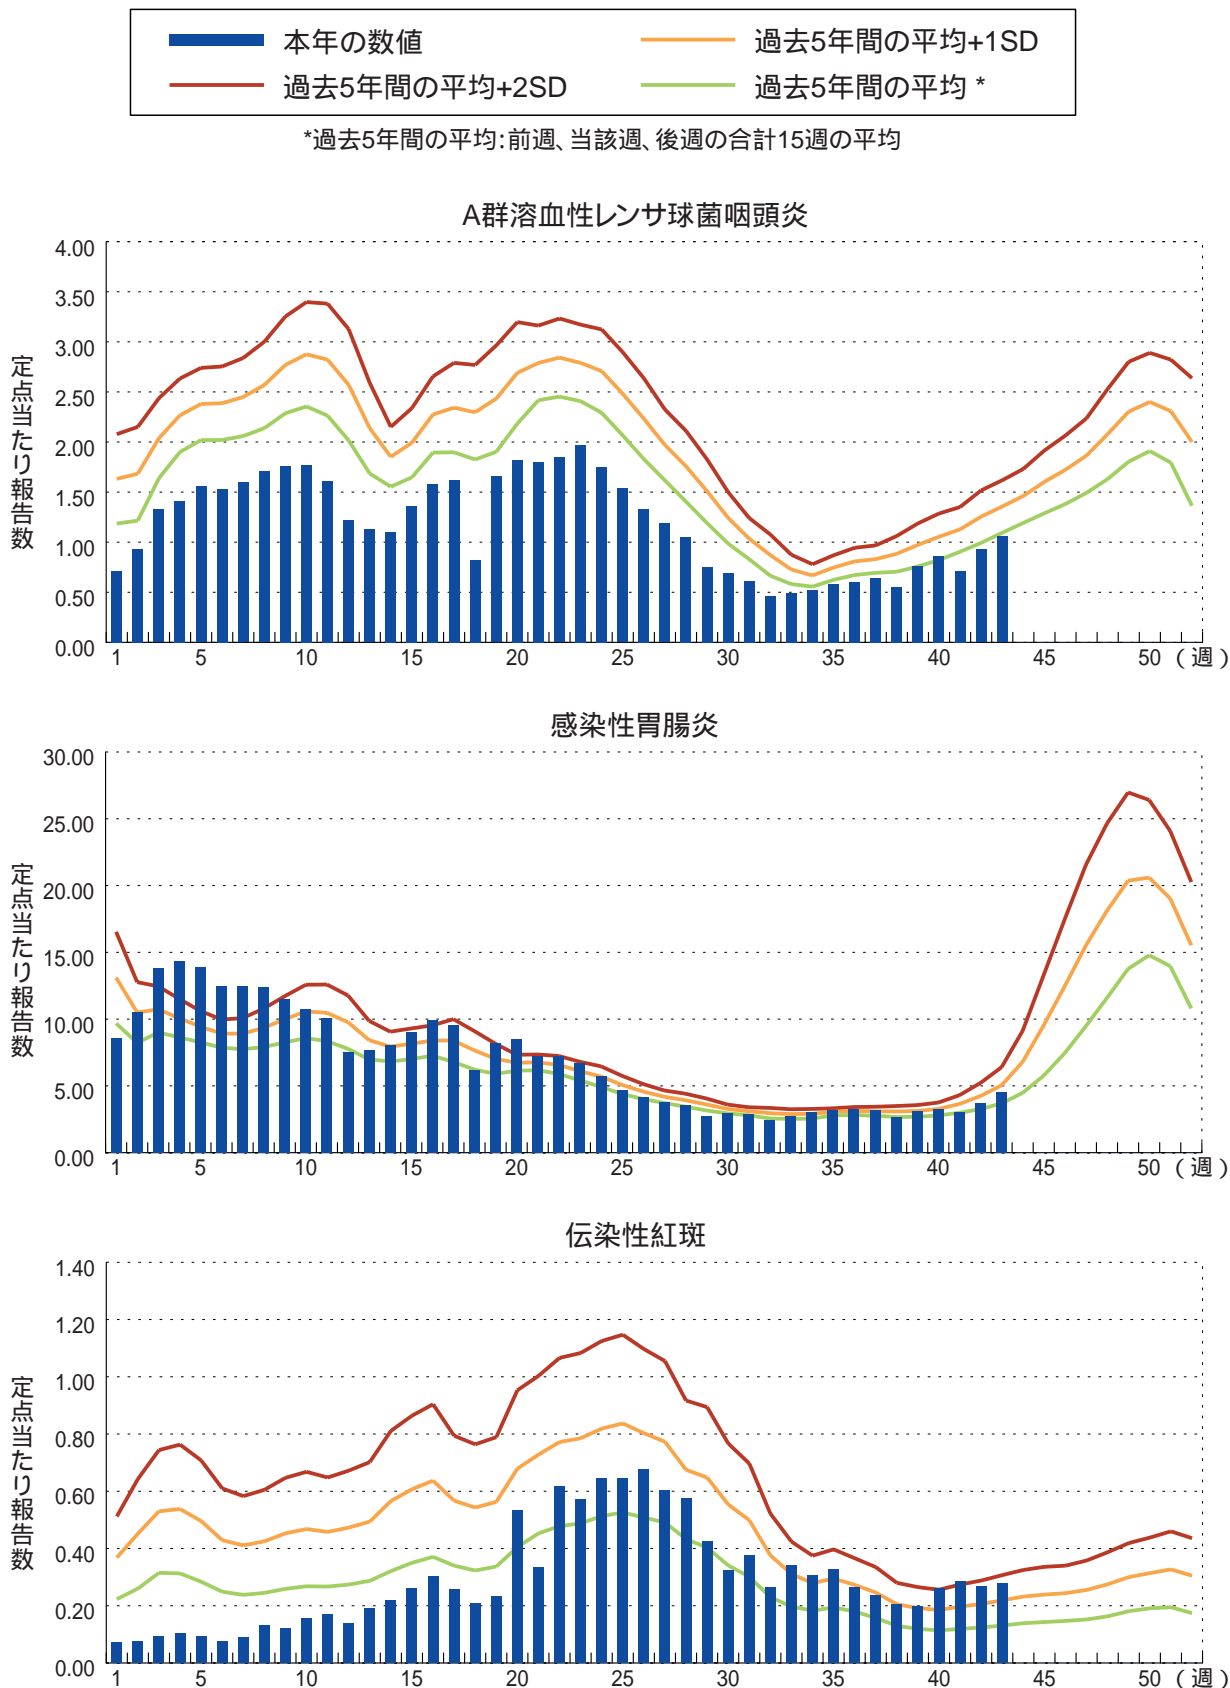 本年の数値
過去5年間の平均+1SD
過去5年間の平均+2SD
過去5年間の平均 *
*過去5年間の平均:前週、当該週、後週の合計15週の平均
A群溶血性レンサ球菌咽頭炎
定点当たり報告数
4.00
3.50
3.00
2.50
2.00
1.50
1.00
0.50
0.00
1 5 10 15 20 25 30 35 40 45 50 (週)
感染性胃腸炎
定点当たり報告数
30.00
25.00
20.00
15.00
10.00
5.00
0.00
1 5 10 15 20 25 30 35 40 45 50 (週)
伝染性紅斑
定点当たり報告数
1.40
1.20
1.00
0.80
0.60
0.40
0.20
0.00
1 5 10 15 20 25 30 35 40 45 50 (週)